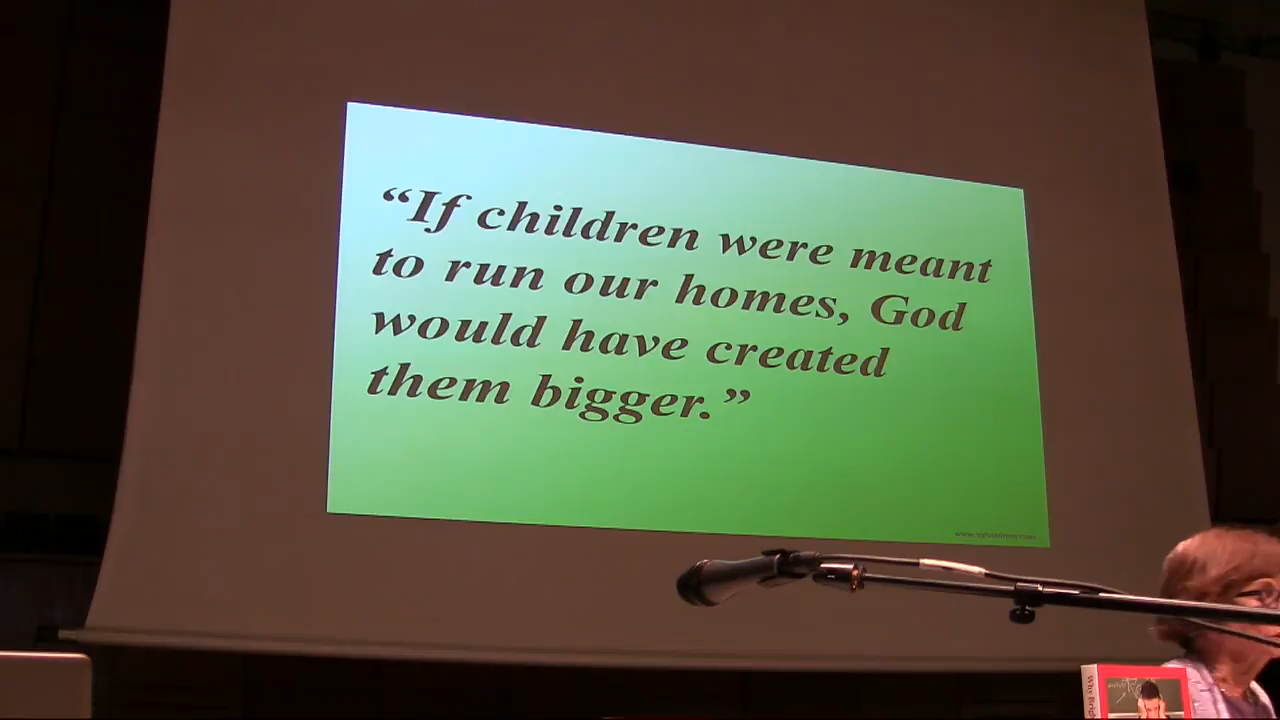 “If children were meant
to run our homes, God
would have created
them bigger.”